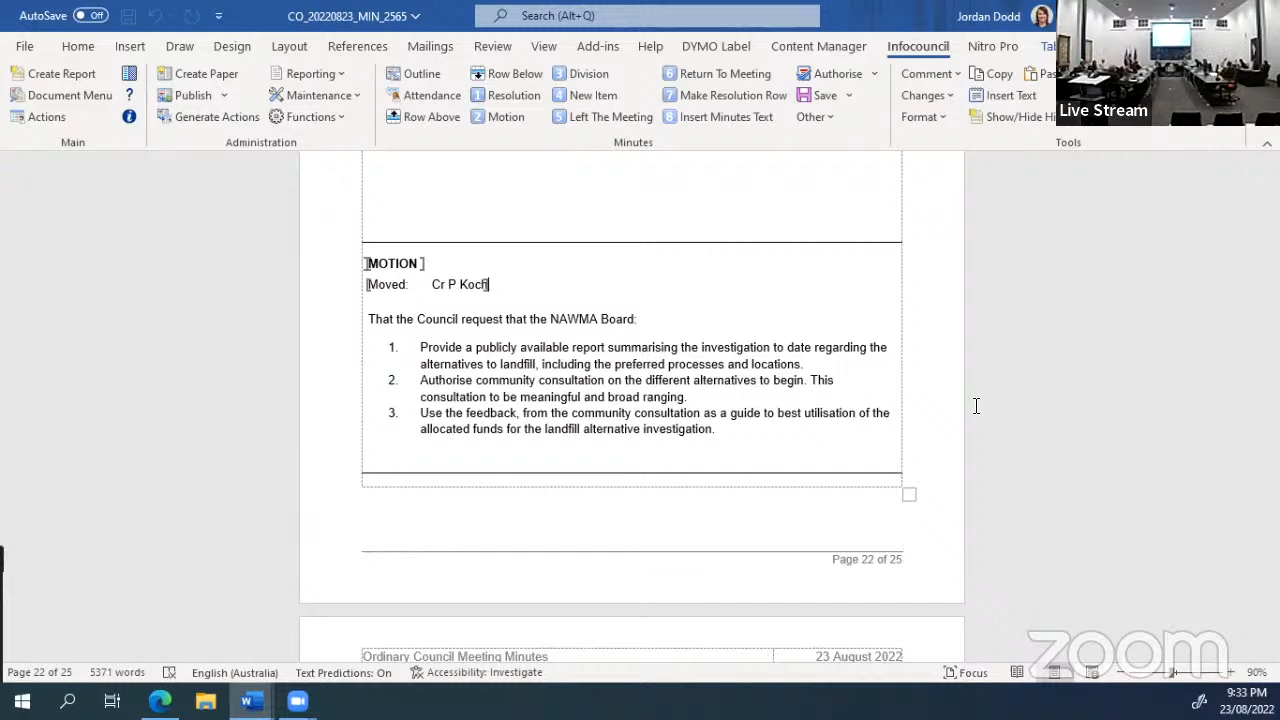 AutoSave Off
CO_20220823_MIN_2565
Search (Alt+Q)
Jordan Dodd
File Home Insert Draw Design Layout References Mailings Review View Add-ins Help DYMO Label Content Manager Infocouncil Nitro Pro
Create Report Create Paper Reporting Outline Row Below 3 Division 6 Return To Meeting Authorise Comment Copy
Document Menu ? Publish Maintenance Attendance 1 Resolution 4 New Item 7 Make Resolution Row Save Changes Insert Text
Actions Generate Actions Functions Row Above 2 Motion 5 Left The Meeting 8 Insert Minutes Text Other Format Show/Hide Hi
Main Administration Minutes Tools
Live Stream
MOTION
Moved: Cr P Koch
That the Council request that the NAWMA Board:
1. Provide a publicly available report summarising the investigation to date regarding the
alternatives to landfill, including the preferred processes and locations.
2. Authorise community consultation on the different alternatives to begin. This
consultation to be meaningful and broad ranging.
3. Use the feedback, from the community consultation as a guide to best utilisation of the
allocated funds for the landfill alternative investigation.
Page 22 of 25
Ordinary Council Meeting Minutes 23 August 2022
zoom
Page 22 of 25 5371 words English (Australia) Text Predictions: On Accessibility: Investigate Focus 90%
9:33 PM
23/08/2022